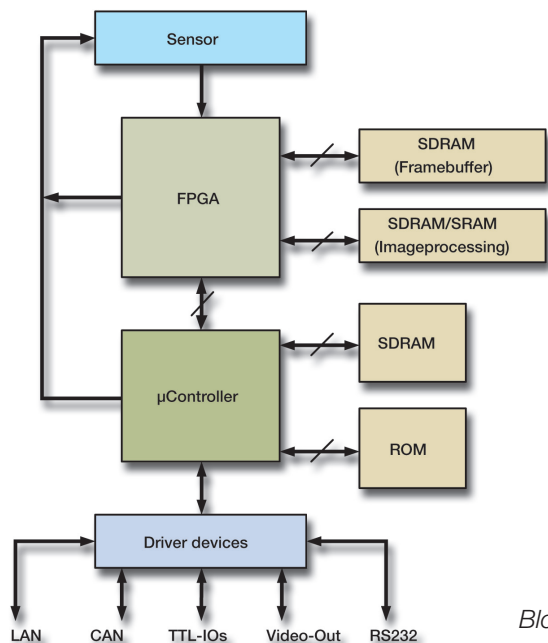 Sensor
FPGA
SDRAM
(Framebuffer)
SDRAM/SRAM
(Imageprocessing)
µController
SDRAM
ROM
Driver devices
LAN CAN TTL-IOs Video-Out RS232
Blo